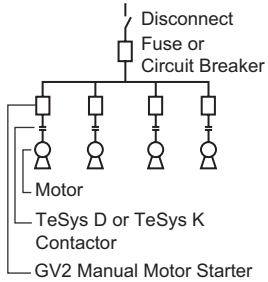 Disconnect
Fuse or
Circuit Breaker
Motor
TeSys D or TeSys K
Contactor
GV2 Manual Motor Starter